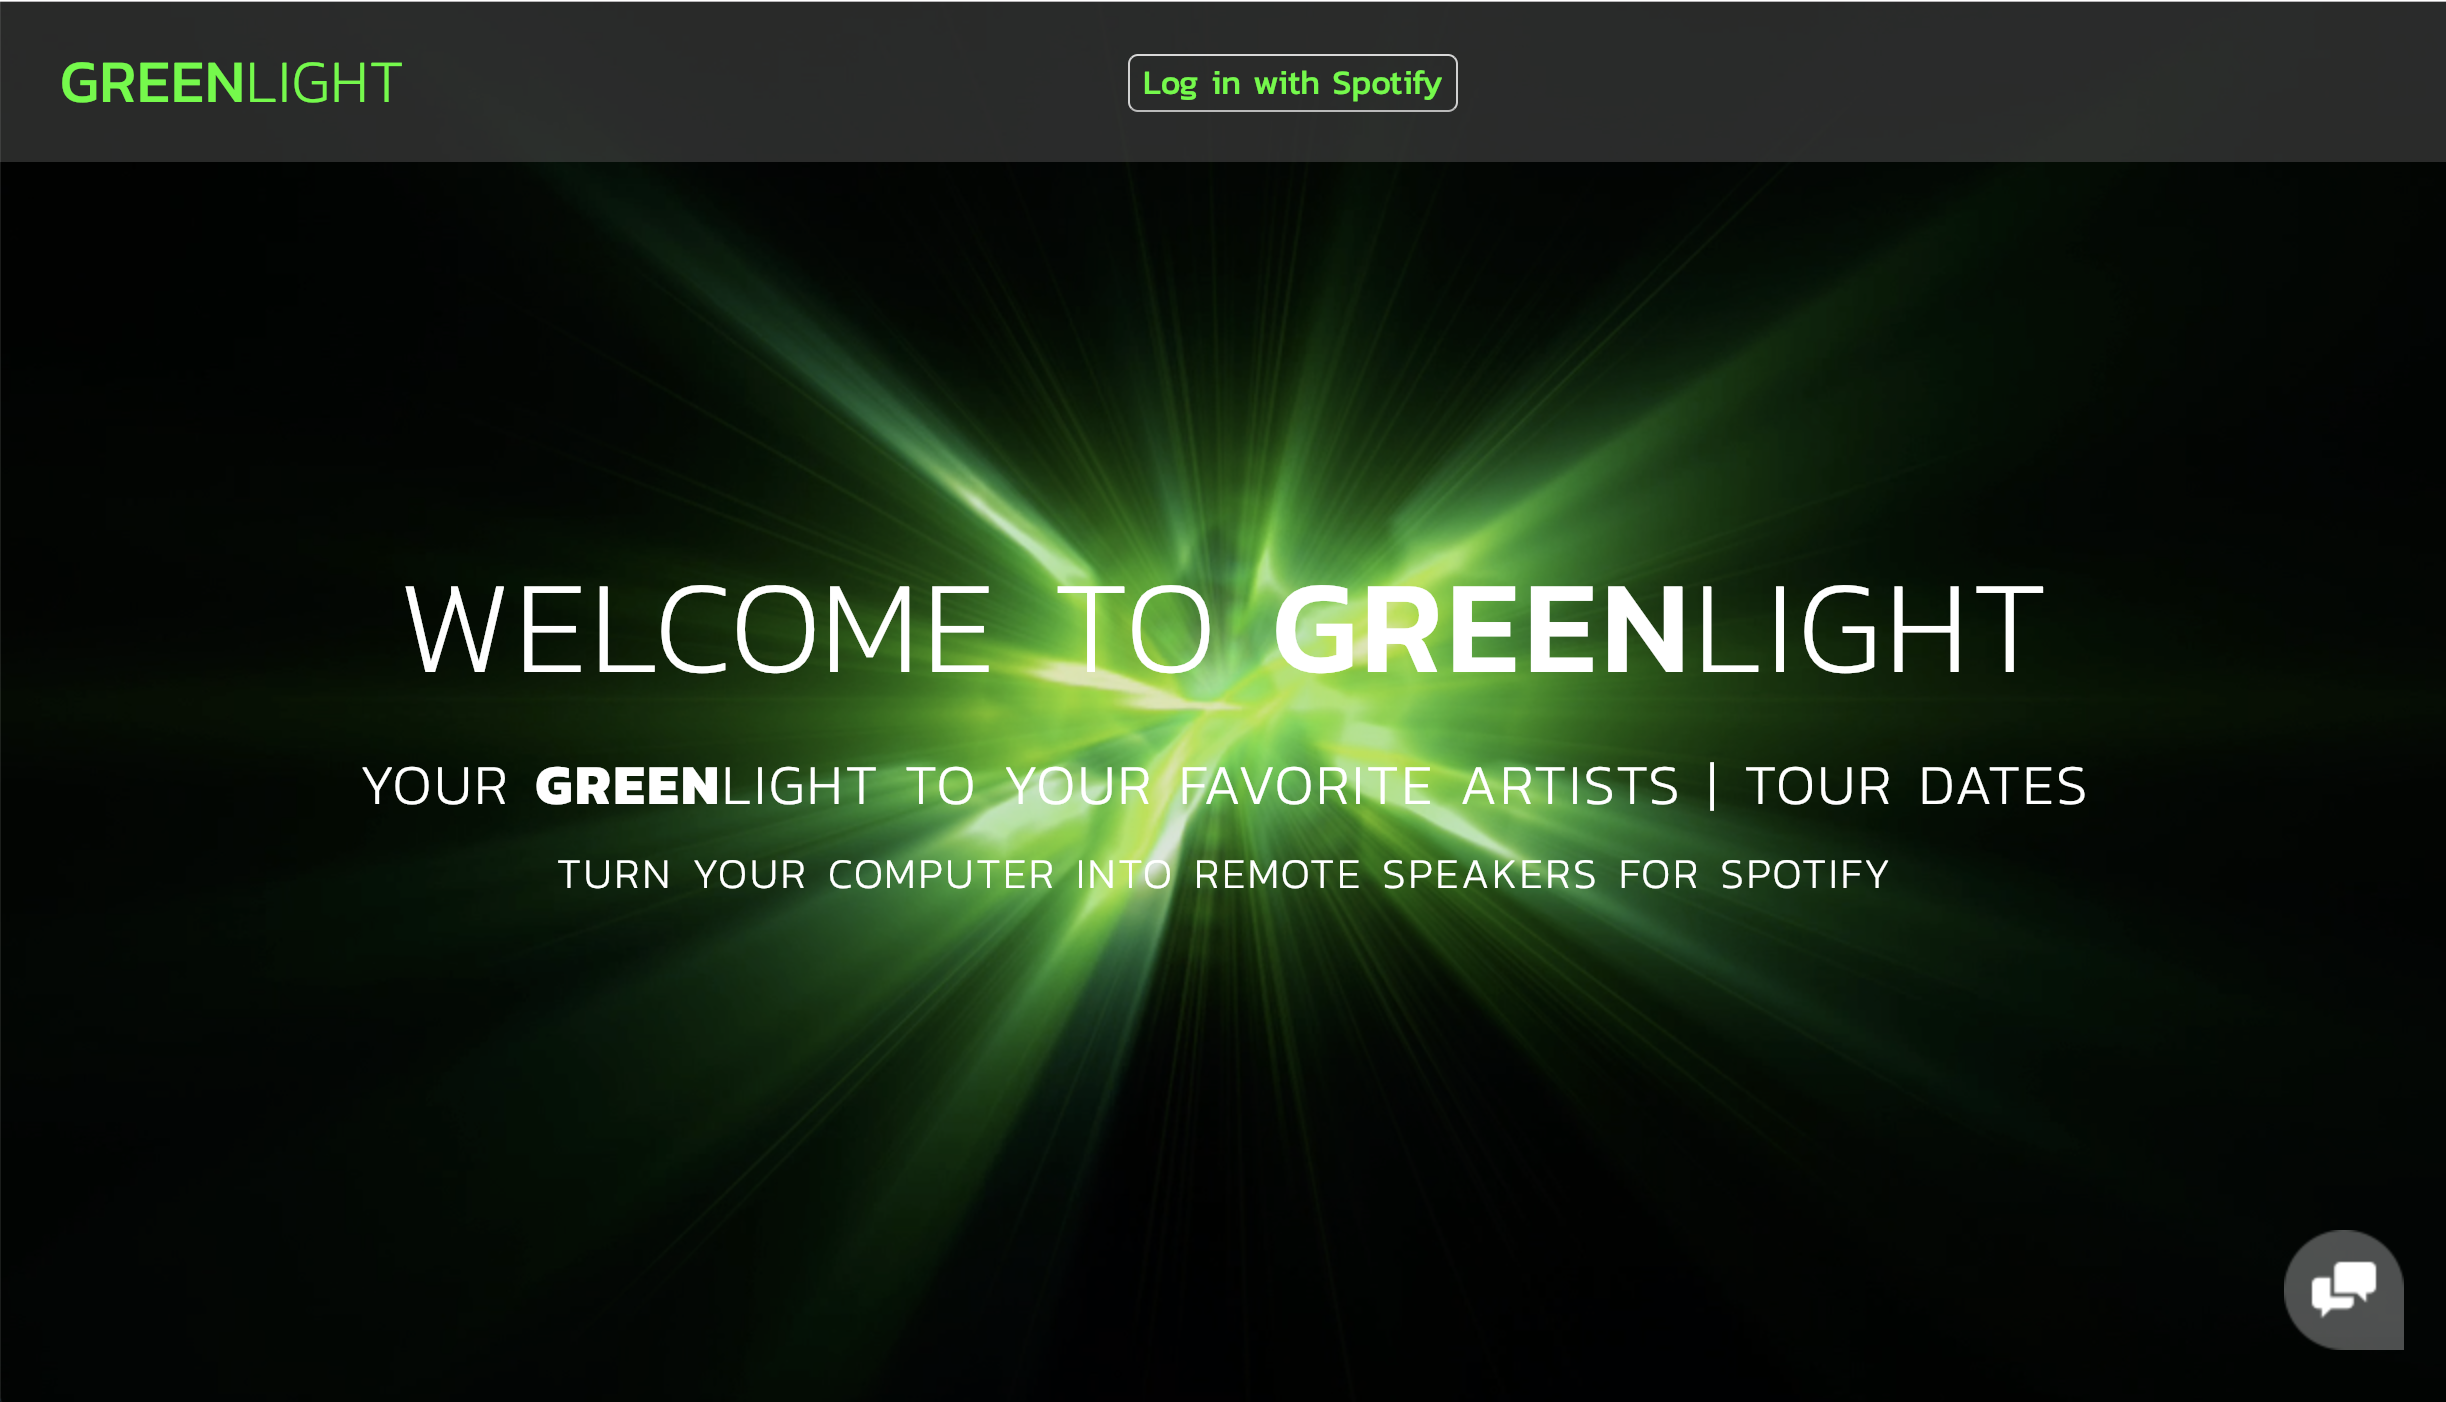 GREENLIGHT
Log in with Spotify
WELCOME TO GREENLIGHT
YOUR GREENLIGHT TO YOUR FAVORITE ARTISTS | TOUR DATES
TURN YOUR COMPUTER INTO REMOTE SPEAKERS FOR SPOTIFY